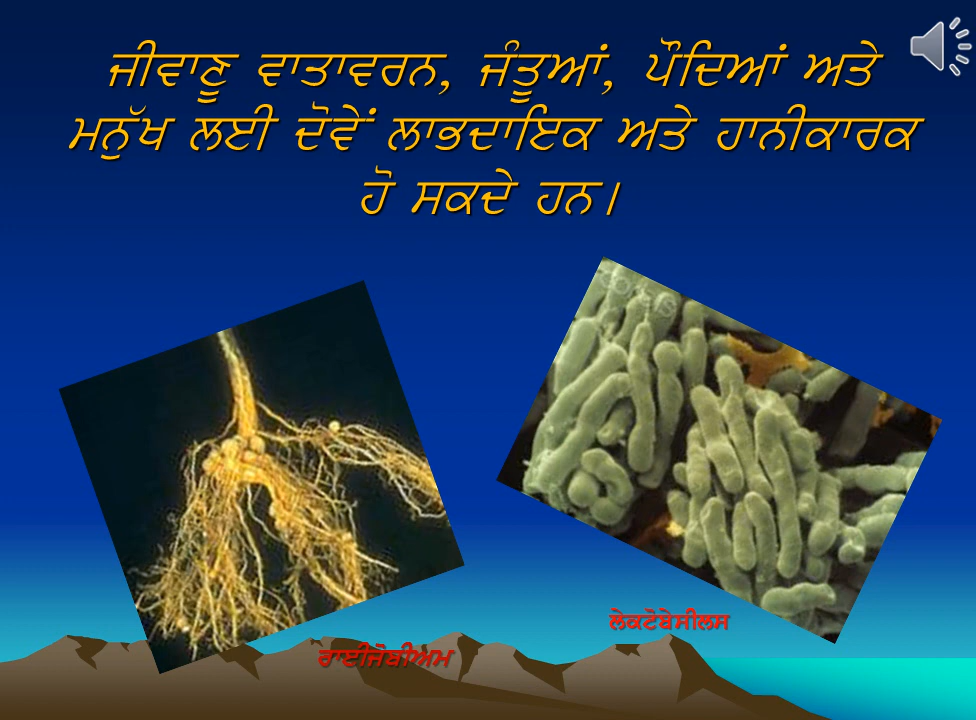 ਜੀਵਾਣੂ ਵਾਤਾਵਰਨ, ਜੰਤੂਆਂ, ਪੌਦਿਆਂ ਅਤੇ
ਮਨੁੱਖ ਲਈ ਦੋਵੇਂ ਲਾਭਦਾਇਕ ਅਤੇ ਹਾਨੀਕਾਰਕ
ਹੋ ਸਕਦੇ ਹਨ।
ਲੇਕਟੋਬੇਸੀਲਸ
ਰਾਈਜੋਬੀਅਮ